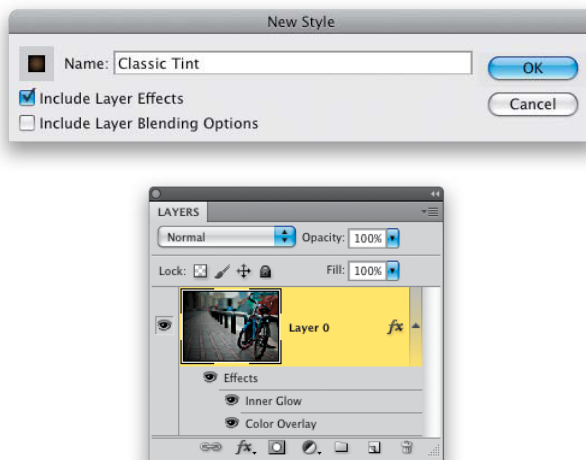 New Style
Name: Classic Tint
OK
Include Layer Effects
Cancel
Include Layer Blending Options
LAYERS
Normal Opacity: 100%
Lock: Fill: 100%
Layer 0 fx
Effects
Inner Glow
Color Overlay
fx.